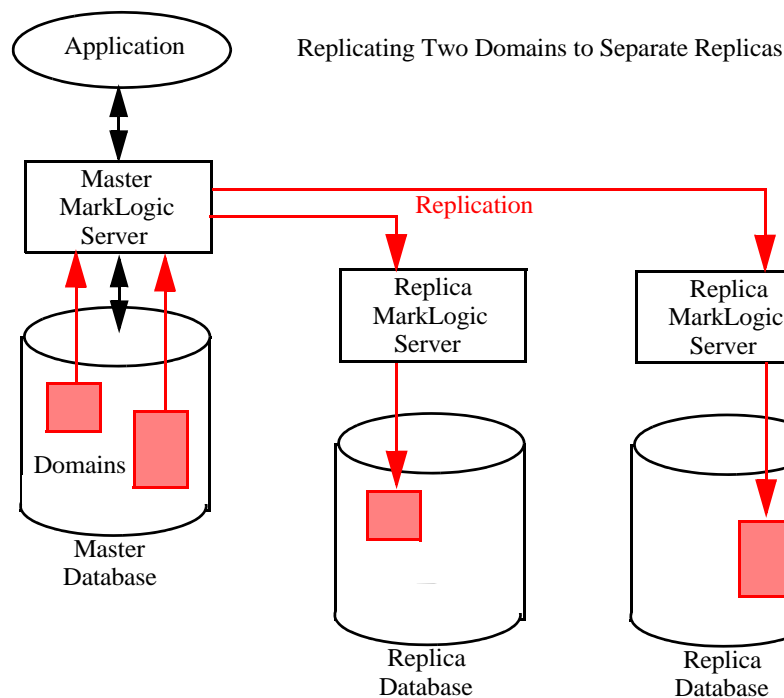 Application
Replicating Two Domains to Separate Replicas
Master
MarkLogic
Server
Replication
Replica
MarkLogic
Server
Replica
MarkLogic
Server
Domains
Master
Database
Replica
Database
Replica
Database